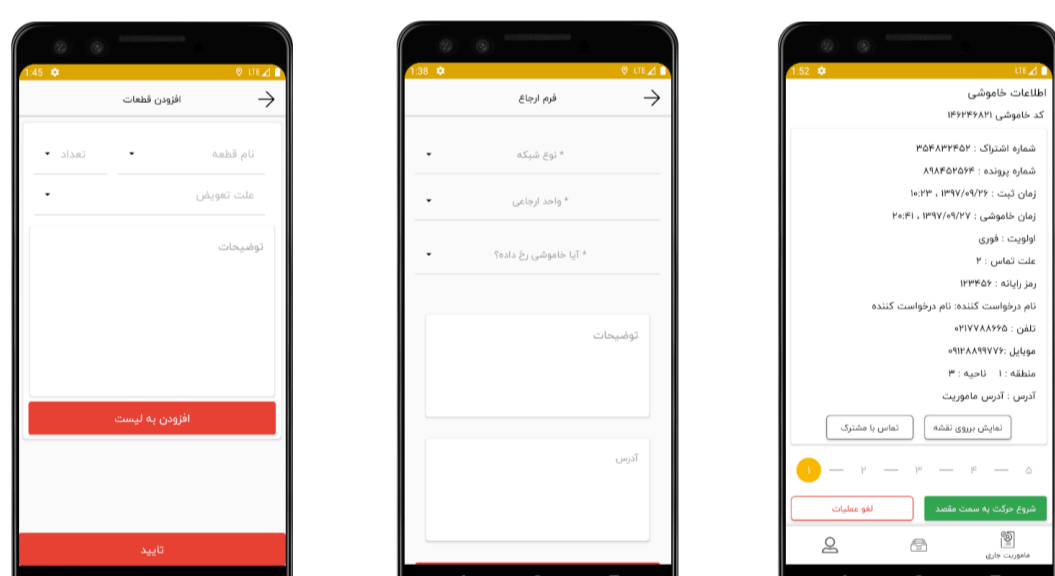 1:45
LTE
افزودن قطعات
نام قطعه
تعداد
علت تعویض
توضیحات
افزودن به لیست
تایید
1:38
LTE
فرم ارجاع
* نوع شبکه
* واحد ارجاعی
* آیا خاموشی رخ داده؟
توضیحات
آدرس
1:52
LTE
اطلاعات خاموشی
کد خاموشی ۱۴۶۲۴۶۸۲۱
شماره اشتراک : ۳۵۴۸۳۲۴۵۲
شماره پرونده : ۸۹۸۴۵۲۵۶۴
زمان ثبت : ۱۳۹۷/۰۹/۲۶ ، ۱۰:۲۳
زمان خاموشی : ۱۳۹۷/۰۹/۲۷ ، ۲۰:۴۱
اولویت : فوری
علت تماس : ۲
رمز رایانه : ۱۲۳۴۵۶
نام درخواست کننده: نام درخواست کننده
تلفن : ۰۲۱۷۷۸۸۶۶۵
موبایل :۰۹۱۲۸۸۹۹۷۷۶
منطقه : ۱ ناحیه : ۳
آدرس : آدرس ماموریت
نمایش برروی نقشه
تماس با مشترک
۱ — ۲ — ۳ — ۴ — ۵
شروع حرکت به سمت مقصد
لغو عملیات
ماموریت جاری